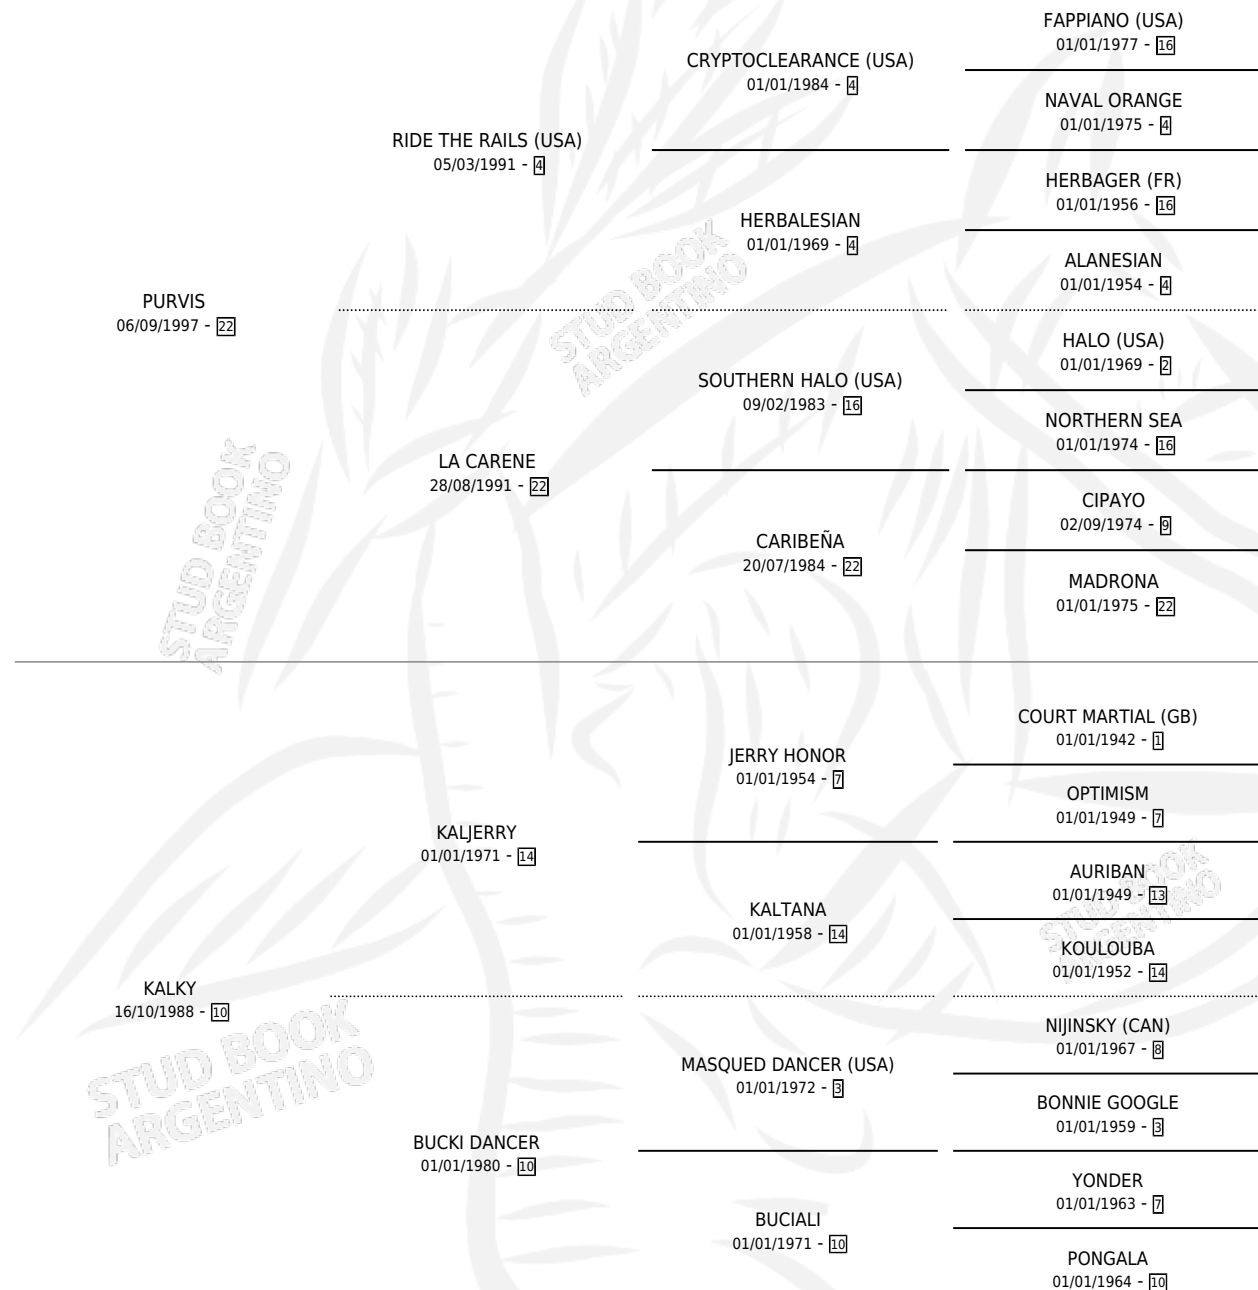 FAPPIANO (USA)
01/01/1977 - 16
CRYPTOCLEARANCE (USA)
01/01/1984 - 4
NAVAL ORANGE
01/01/1975 - 4
RIDE THE RAILS (USA)
05/03/1991 - 4
HERBAGER (FR)
01/01/1956 - 16
HERBALESIAN
01/01/1969 - 4
ALANESIAN
01/01/1954 - 4
PURVIS
06/09/1997 - 22
HALO (USA)
01/01/1969 - 2
SOUTHERN HALO (USA)
09/02/1983 - 16
NORTHERN SEA
01/01/1974 - 16
LA CARENE
28/08/1991 - 22
CIPAYO
02/09/1974 - 9
CARIBEÑA
20/07/1984 - 22
MADRONA
01/01/1975 - 22
COURT MARTIAL (GB)
01/01/1942 - 1
JERRY HONOR
01/01/1954 - 7
OPTIMISM
01/01/1949 - 7
KALJERRY
01/01/1971 - 14
AURIBAN
01/01/1949 - 13
KALTANA
01/01/1958 - 14
KOULOUBA
01/01/1952 - 14
KALKY
16/10/1988 - 10
NIJINSKY (CAN)
01/01/1967 - 8
MASQUED DANCER (USA)
01/01/1972 - 3
BONNIE GOOGLE
01/01/1959 - 3
BUCKI DANCER
01/01/1980 - 10
YONDER
01/01/1963 - 7
BUCIALI
01/01/1971 - 10
PONGALA
01/01/1964 - 10
STUD BOOK
ARGENTINO
STUD BOOK
ARGENTINO
STUD BOOK
ARGENTINO
STUD BOOK
ARGENTINO